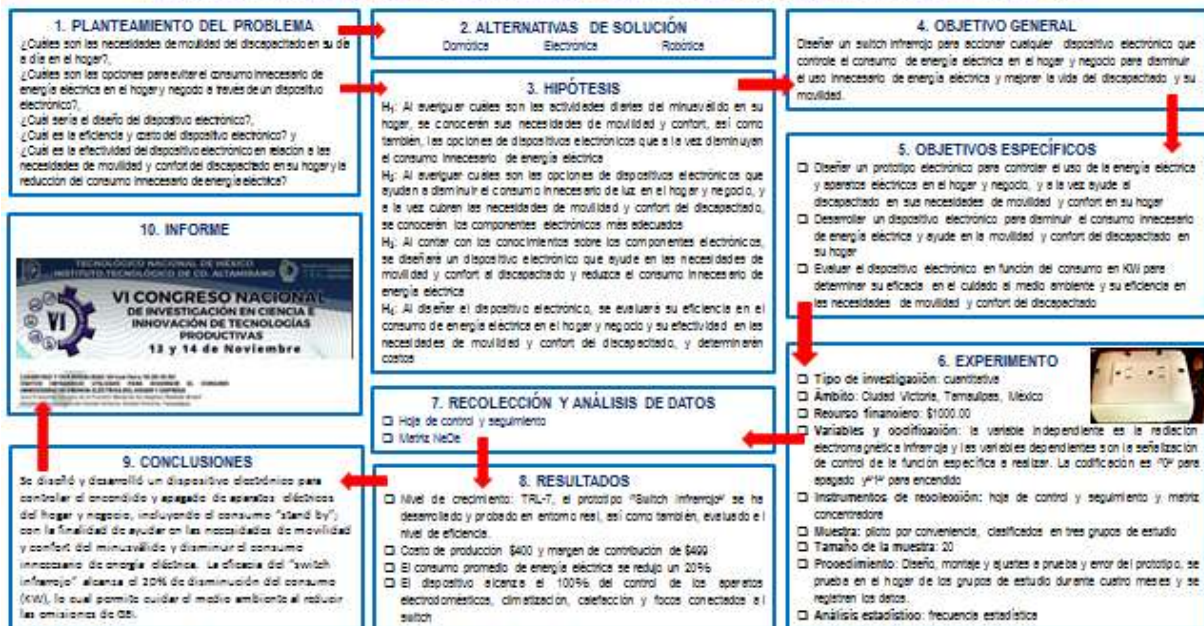 1. PLANTEAMIENTO DEL PROBLEMA
¿Cuáles son las necesidades de movilidad del discapacitado en su día
a día en el hogar?,
¿Cuáles son las opciones para evitar el consumo innecesario de
energía eléctrica en el hogar y negocio a través de un dispositivo
electrónico?,
¿Cuál sería el diseño del dispositivo electrónico?,
¿Cuál es la eficiencia y costo del dispositivo electrónico? y
¿Cuál es la efectividad del dispositivo electrónico en relación a las
necesidades de movilidad y confort del discapacitado en su hogar y la
reducción del consumo innecesario de energía eléctrica?
2. ALTERNATIVAS DE SOLUCIÓN
Domótica Electrónica Robótica
3. HIPÓTESIS
H₁: Al averiguar cuáles son las actividades diarias del minusválido en su
hogar, se conocerán sus necesidades de movilidad y confort, así como
también, las opciones de dispositivos electrónicos que a la vez disminuyan
el consumo innecesario de energía eléctrica
H₂: Al averiguar cuáles son las opciones de dispositivos electrónicos que
ayudan a disminuir el consumo innecesario de luz en el hogar y negocio, y
a la vez cubren las necesidades de movilidad y confort del discapacitado,
se conocerán los componentes electrónicos más adecuados
H₃: Al contar con los conocimientos sobre los componentes electrónicos,
se diseñará un dispositivo electrónico que ayude en las necesidades de
movilidad y confort al discapacitado y reduzca el consumo innecesario de
energía eléctrica
H₄: Al diseñar el dispositivo electrónico, se evaluará su eficiencia en el
consumo de energía eléctrica en el hogar y negocio y su efectividad en las
necesidades de movilidad y confort del discapacitado, y determinarán
costos
4. OBJETIVO GENERAL
Diseñar un switch infrarrojo para accionar cualquier dispositivo electrónico que
controle el consumo de energía eléctrica en el hogar y negocio para disminuir
el uso innecesario de energía eléctrica y mejorar la vida del discapacitado y su
movilidad.
5. OBJETIVOS ESPECÍFICOS
❑ Diseñar un prototipo electrónico para controlar el uso de la energía eléctrica
y aparatos eléctricos en el hogar y negocio, y a la vez ayude al
discapacitado en sus necesidades de movilidad y confort en su hogar
❑ Desarrollar un dispositivo electrónico para disminuir el consumo innecesario
de energía eléctrica y ayude en la movilidad y confort del discapacitado en
su hogar
❑ Evaluar el dispositivo electrónico en función del consumo en KW para
determinar su eficacia en el cuidado al medio ambiente y su eficiencia en
las necesidades de movilidad y confort del discapacitado
6. EXPERIMENTO
❑ Tipo de investigación: cuantitativa
❑ Ámbito: Ciudad Victoria, Tamaulipas, México
❑ Recurso financiero: $1000.00
❑ Variables y codificación: la variable independiente es la radiación
electromagnética infrarroja y las variables dependientes son la señalización
de control de la función específica a realizar. La codificación es "0" para
apagado y "1" para encendido
❑ Instrumentos de recolección: hoja de control y seguimiento y matriz
concentradora
❑ Muestra: piloto por conveniencia, clasificados en tres grupos de estudio
❑ Tamaño de la muestra: 20
❑ Procedimiento: Diseño, montaje y ajustes a prueba y error del prototipo, se
prueba en el hogar de los grupos de estudio durante cuatro meses y se
registran los datos.
❑ Análisis estadístico: frecuencia estadística
7. RECOLECCIÓN Y ANÁLISIS DE DATOS
❑ Hoja de control y seguimiento
❑ Matriz NeDe
8. RESULTADOS
❑ Nivel de crecimiento: TRL-7, el prototipo "Switch infrarrojo" se ha
desarrollado y probado en entorno real, así como también, evaluado el
nivel de eficiencia.
❑ Costo de producción $400 y margen de contribución de $499
❑ El consumo promedio de energía eléctrica se redujo un 20%
❑ El dispositivo alcanza el 100% del control de los aparatos
electrodomésticos, climatización, calefacción y focos conectados al
switch
9. CONCLUSIONES
Se diseñó y desarrolló un dispositivo electrónico para
controlar el encendido y apagado de aparatos eléctricos
del hogar y negocio, incluyendo el consumo "stand by";
con la finalidad de ayudar en las necesidades de movilidad
y confort del minusválido y disminuir el consumo
innecesario de energía eléctrica. La eficacia del "switch
infrarrojo" alcanza el 20% de disminución del consumo
(KW), lo cual permite cuidar el medio ambiente al reducir
las emisiones de GEI.
10. INFORME
TECNOLÓGICO NACIONAL DE MÉXICO
INSTITUTO TECNOLÓGICO DE CD. ALTAMIRANO
VI
VI CONGRESO NACIONAL
DE INVESTIGACIÓN EN CIENCIA E
INNOVACIÓN DE TECNOLOGÍAS
PRODUCTIVAS
13 y 14 de Noviembre